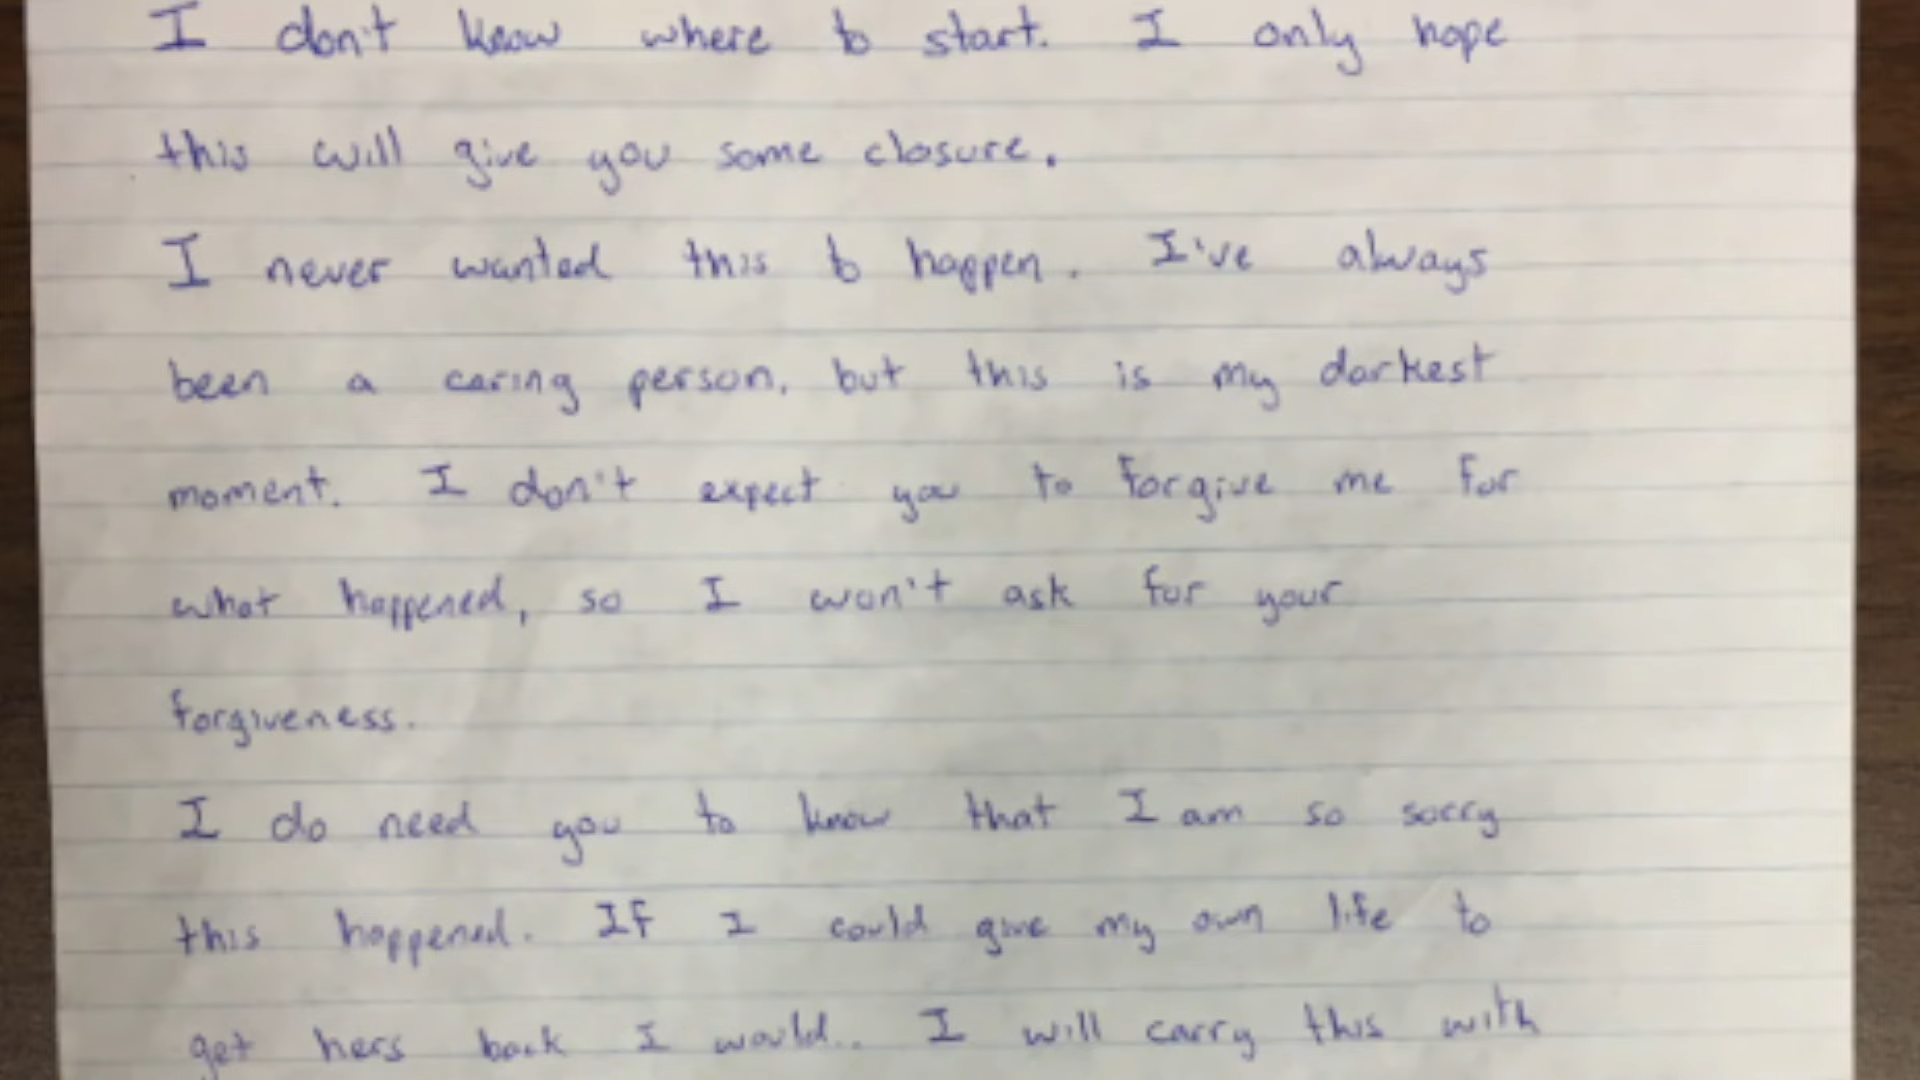 I don't know where to start. I only hope
this will give you some closure.
I never wanted this to happen. I've always
been a caring person, but this is my darkest
moment. I don't expect you to forgive me for
what happened, so I won't ask for your
forgiveness.
I do need you to know that I am so sorry
this happened. If I could give my own life to
get hers back I would.. I will carry this with